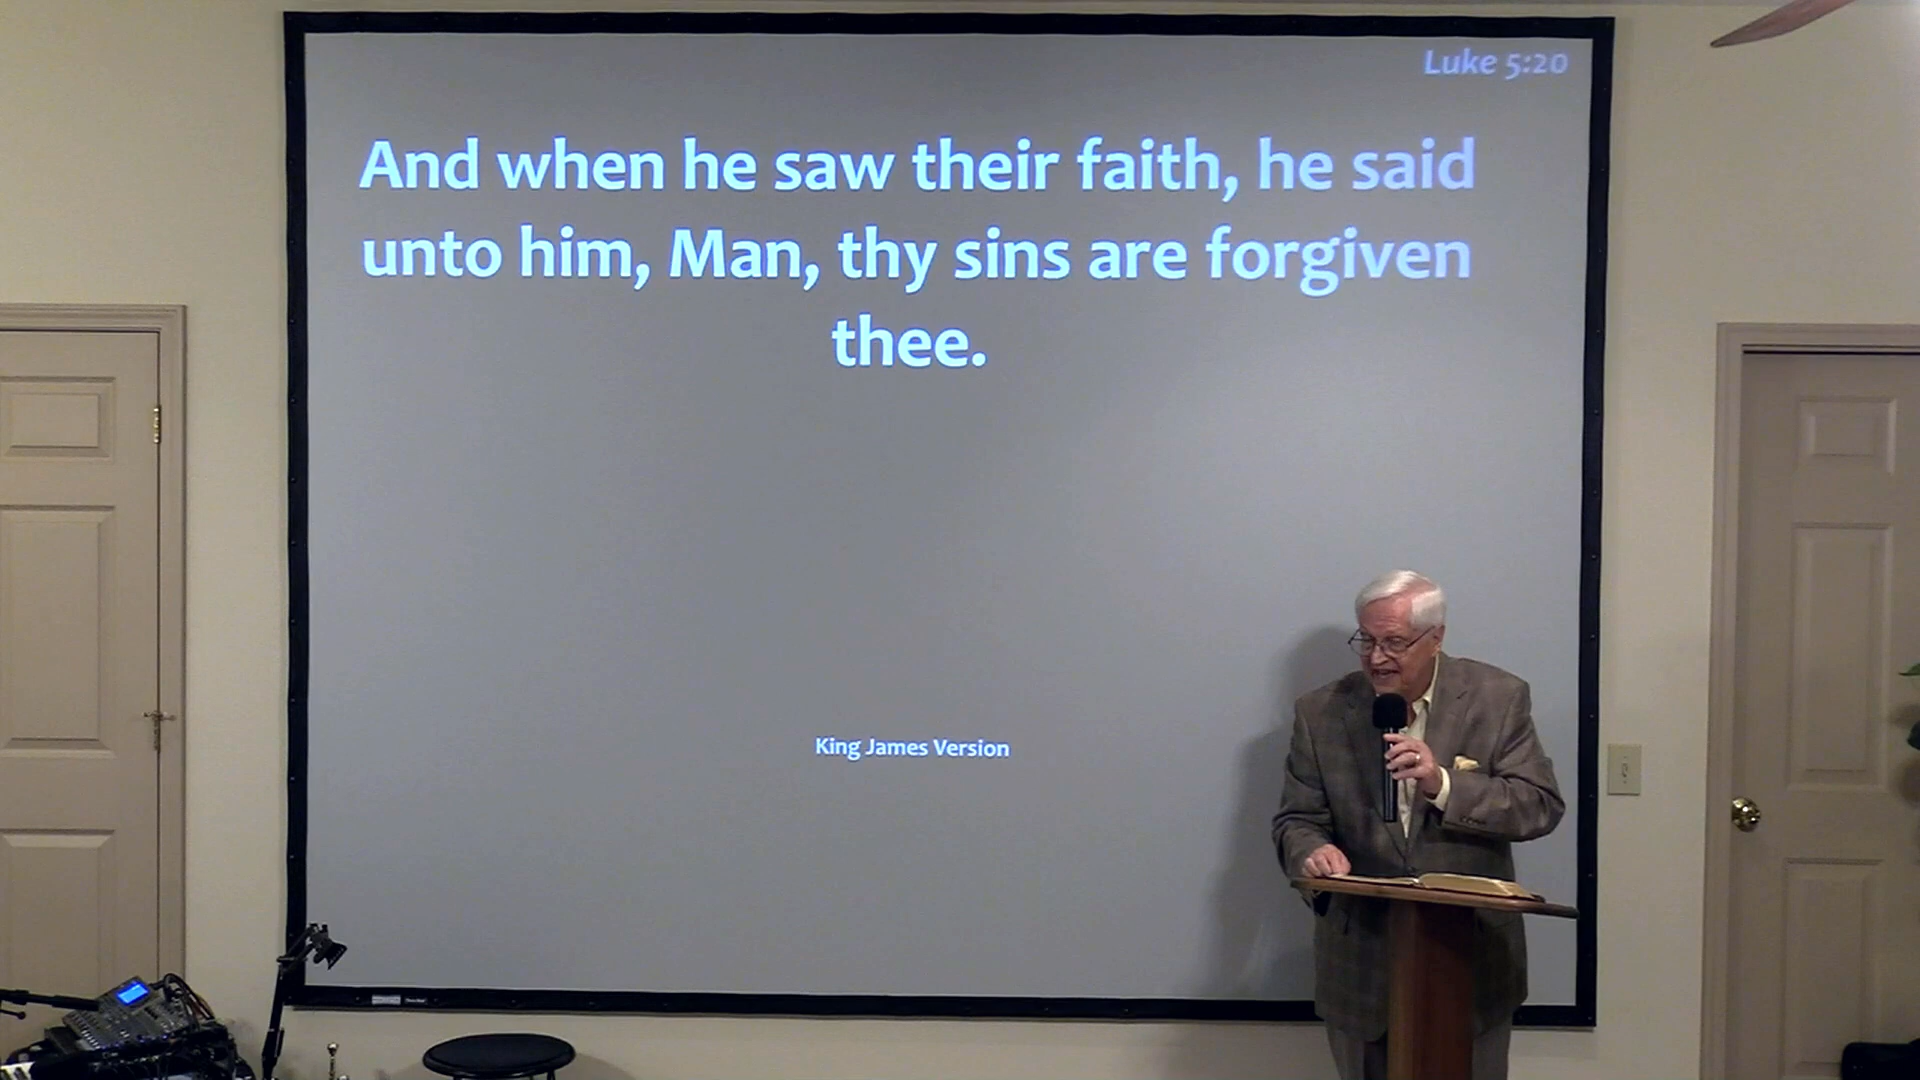 Luke 5:20
And when he saw their faith, he said
unto him, Man, thy sins are forgiven
thee.
King James Version